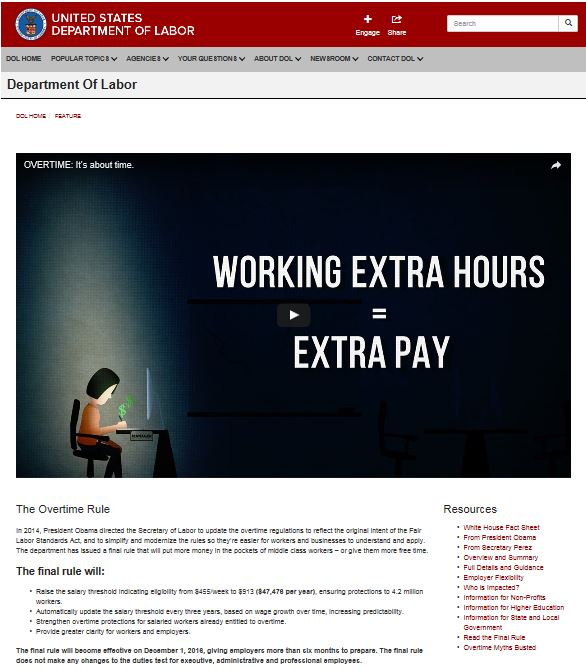 UNITED STATES
DEPARTMENT OF LABOR
Engage Share
Search
DOL HOME POPULAR TOPICS AGENCIES YOUR QUESTIONS ABOUT DOL NEWSROOM CONTACT DOL
Department Of Labor
DOL HOME FEATURE
OVERTIME: It's about time.
WORKING EXTRA HOURS
=
EXTRA PAY
$$
MANAGER
The Overtime Rule
In 2014, President Obama directed the Secretary of Labor to update the overtime regulations to reflect the original intent of the Fair
Labor Standards Act, and to simplify and modernize the rules so they're easier for workers and businesses to understand and apply.
The department has issued a final rule that will put more money in the pockets of middle class workers – or give them more free time.
The final rule will:
• Raise the salary threshold indicating eligibility from $455/week to $913 ($47,476 per year), ensuring protections to 4.2 million
workers.
• Automatically update the salary threshold every three years, based on wage growth over time, increasing predictability.
• Strengthen overtime protections for salaried workers already entitled to overtime.
• Provide greater clarity for workers and employers.
The final rule will become effective on December 1, 2016, giving employers more than six months to prepare. The final rule
does not make any changes to the duties test for executive, administrative and professional employees.
Resources
• White House Fact Sheet
• From President Obama
• From Secretary Perez
• Overview and Summary
• Full Details and Guidance
• Employer Flexibility
• Who is Impacted?
• Information for Non-Profits
• Information for Higher Education
• Information for State and Local
Government
• Read the Final Rule
• Overtime Myths Busted